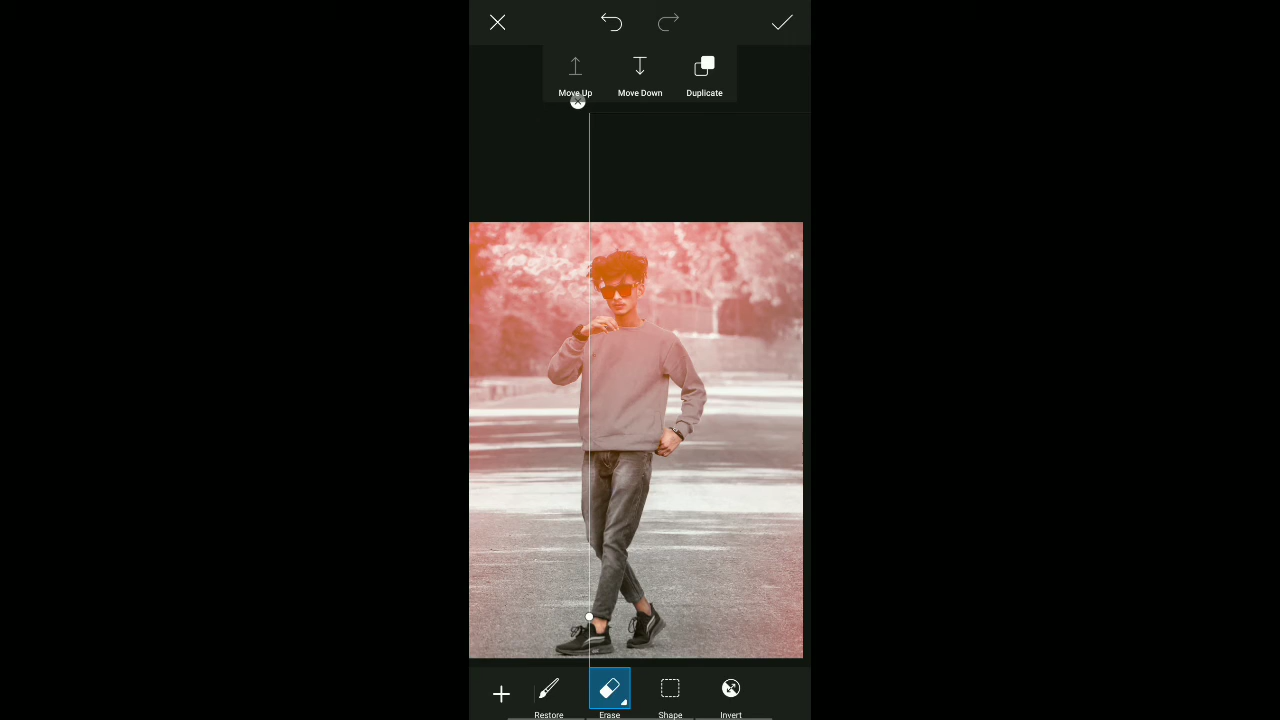 Move Up
Move Down
Duplicate
Restore
Erase
Shape
Invert